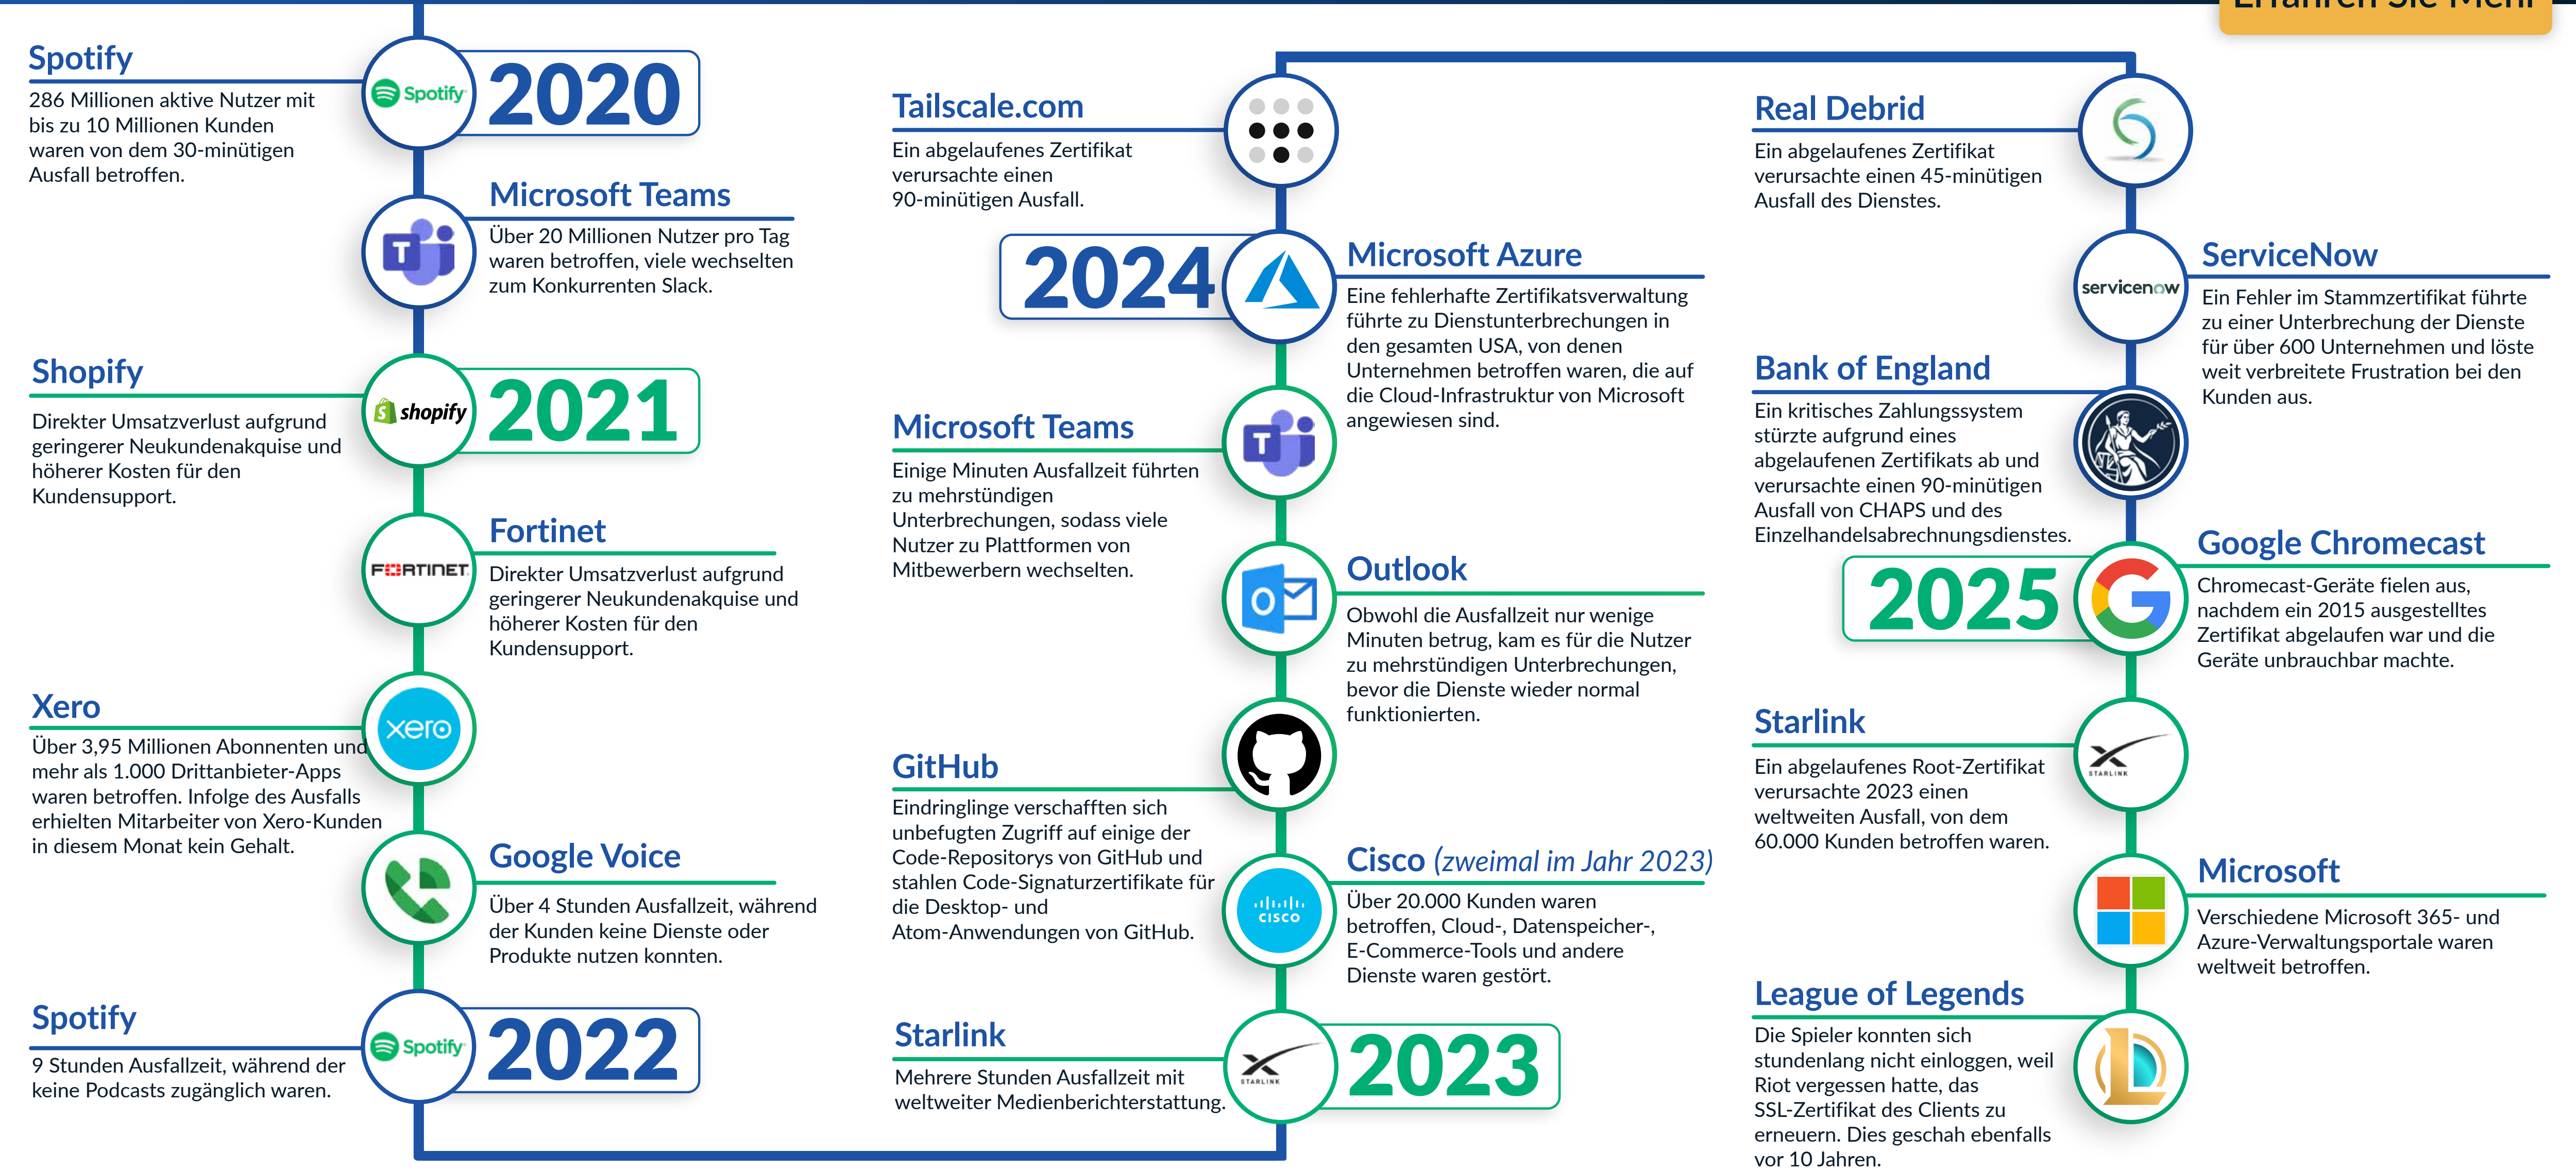 Erfahren Sie Mehr
Spotify
286 Millionen aktive Nutzer mit
bis zu 10 Millionen Kunden
waren von dem 30-minütigen
Ausfall betroffen.
Spotify
2020
Microsoft Teams
Über 20 Millionen Nutzer pro Tag
waren betroffen, viele wechselten
zum Konkurrenten Slack.
T
Shopify
Direkter Umsatzverlust aufgrund
geringerer Neukundenakquise und
höherer Kosten für den
Kundensupport.
shopify
2021
Fortinet
Direkter Umsatzverlust aufgrund
geringerer Neukundenakquise und
höherer Kosten für den
Kundensupport.
FORTINET
Xero
Über 3,95 Millionen Abonnenten und
mehr als 1.000 Drittanbieter-Apps
waren betroffen. Infolge des Ausfalls
erhielten Mitarbeiter von Xero-Kunden
in diesem Monat kein Gehalt.
xero
Google Voice
Über 4 Stunden Ausfallzeit, während
der Kunden keine Dienste oder
Produkte nutzen konnten.
Spotify
9 Stunden Ausfallzeit, während der
keine Podcasts zugänglich waren.
Spotify
2022
Starlink
Mehrere Stunden Ausfallzeit mit
weltweiter Medienberichterstattung.
STARLINK
2023
Cisco (zweimal im Jahr 2023)
Über 20.000 Kunden waren
betroffen, Cloud-, Datenspeicher-,
E-Commerce-Tools und andere
Dienste waren gestört.
CISCO
GitHub
Eindringlinge verschafften sich
unbefugten Zugriff auf einige der
Code-Repositorys von GitHub und
stahlen Code-Signaturzertifikate für
die Desktop- und
Atom-Anwendungen von GitHub.
Outlook
Obwohl die Ausfallzeit nur wenige
Minuten betrug, kam es für die Nutzer
zu mehrstündigen Unterbrechungen,
bevor die Dienste wieder normal
funktionierten.
O
Microsoft Teams
Einige Minuten Ausfallzeit führten
zu mehrstündigen
Unterbrechungen, sodass viele
Nutzer zu Plattformen von
Mitbewerbern wechselten.
T
2024
Microsoft Azure
Eine fehlerhafte Zertifikatsverwaltung
führte zu Dienstunterbrechungen in
den gesamten USA, von denen
Unternehmen betroffen waren, die auf
die Cloud-Infrastruktur von Microsoft
angewiesen sind.
Tailscale.com
Ein abgelaufenes Zertifikat
verursachte einen
90-minütigen Ausfall.
Real Debrid
Ein abgelaufenes Zertifikat
verursachte einen 45-minütigen
Ausfall des Dienstes.
ServiceNow
Ein Fehler im Stammzertifikat führte
zu einer Unterbrechung der Dienste
für über 600 Unternehmen und löste
weit verbreitete Frustration bei den
Kunden aus.
servicenow
Bank of England
Ein kritisches Zahlungssystem
stürzte aufgrund eines
abgelaufenen Zertifikats ab und
verursachte einen 90-minütigen
Ausfall von CHAPS und des
Einzelhandelsabrechnungsdienstes.
2025
Google Chromecast
Chromecast-Geräte fielen aus,
nachdem ein 2015 ausgestelltes
Zertifikat abgelaufen war und die
Geräte unbrauchbar machte.
G
Starlink
Ein abgelaufenes Root-Zertifikat
verursachte 2023 einen
weltweiten Ausfall, von dem
60.000 Kunden betroffen waren.
STARLINK
Microsoft
Verschiedene Microsoft 365- und
Azure-Verwaltungsportale waren
weltweit betroffen.
League of Legends
Die Spieler konnten sich
stundenlang nicht einloggen, weil
Riot vergessen hatte, das
SSL-Zertifikat des Clients zu
erneuern. Dies geschah ebenfalls
vor 10 Jahren.
L